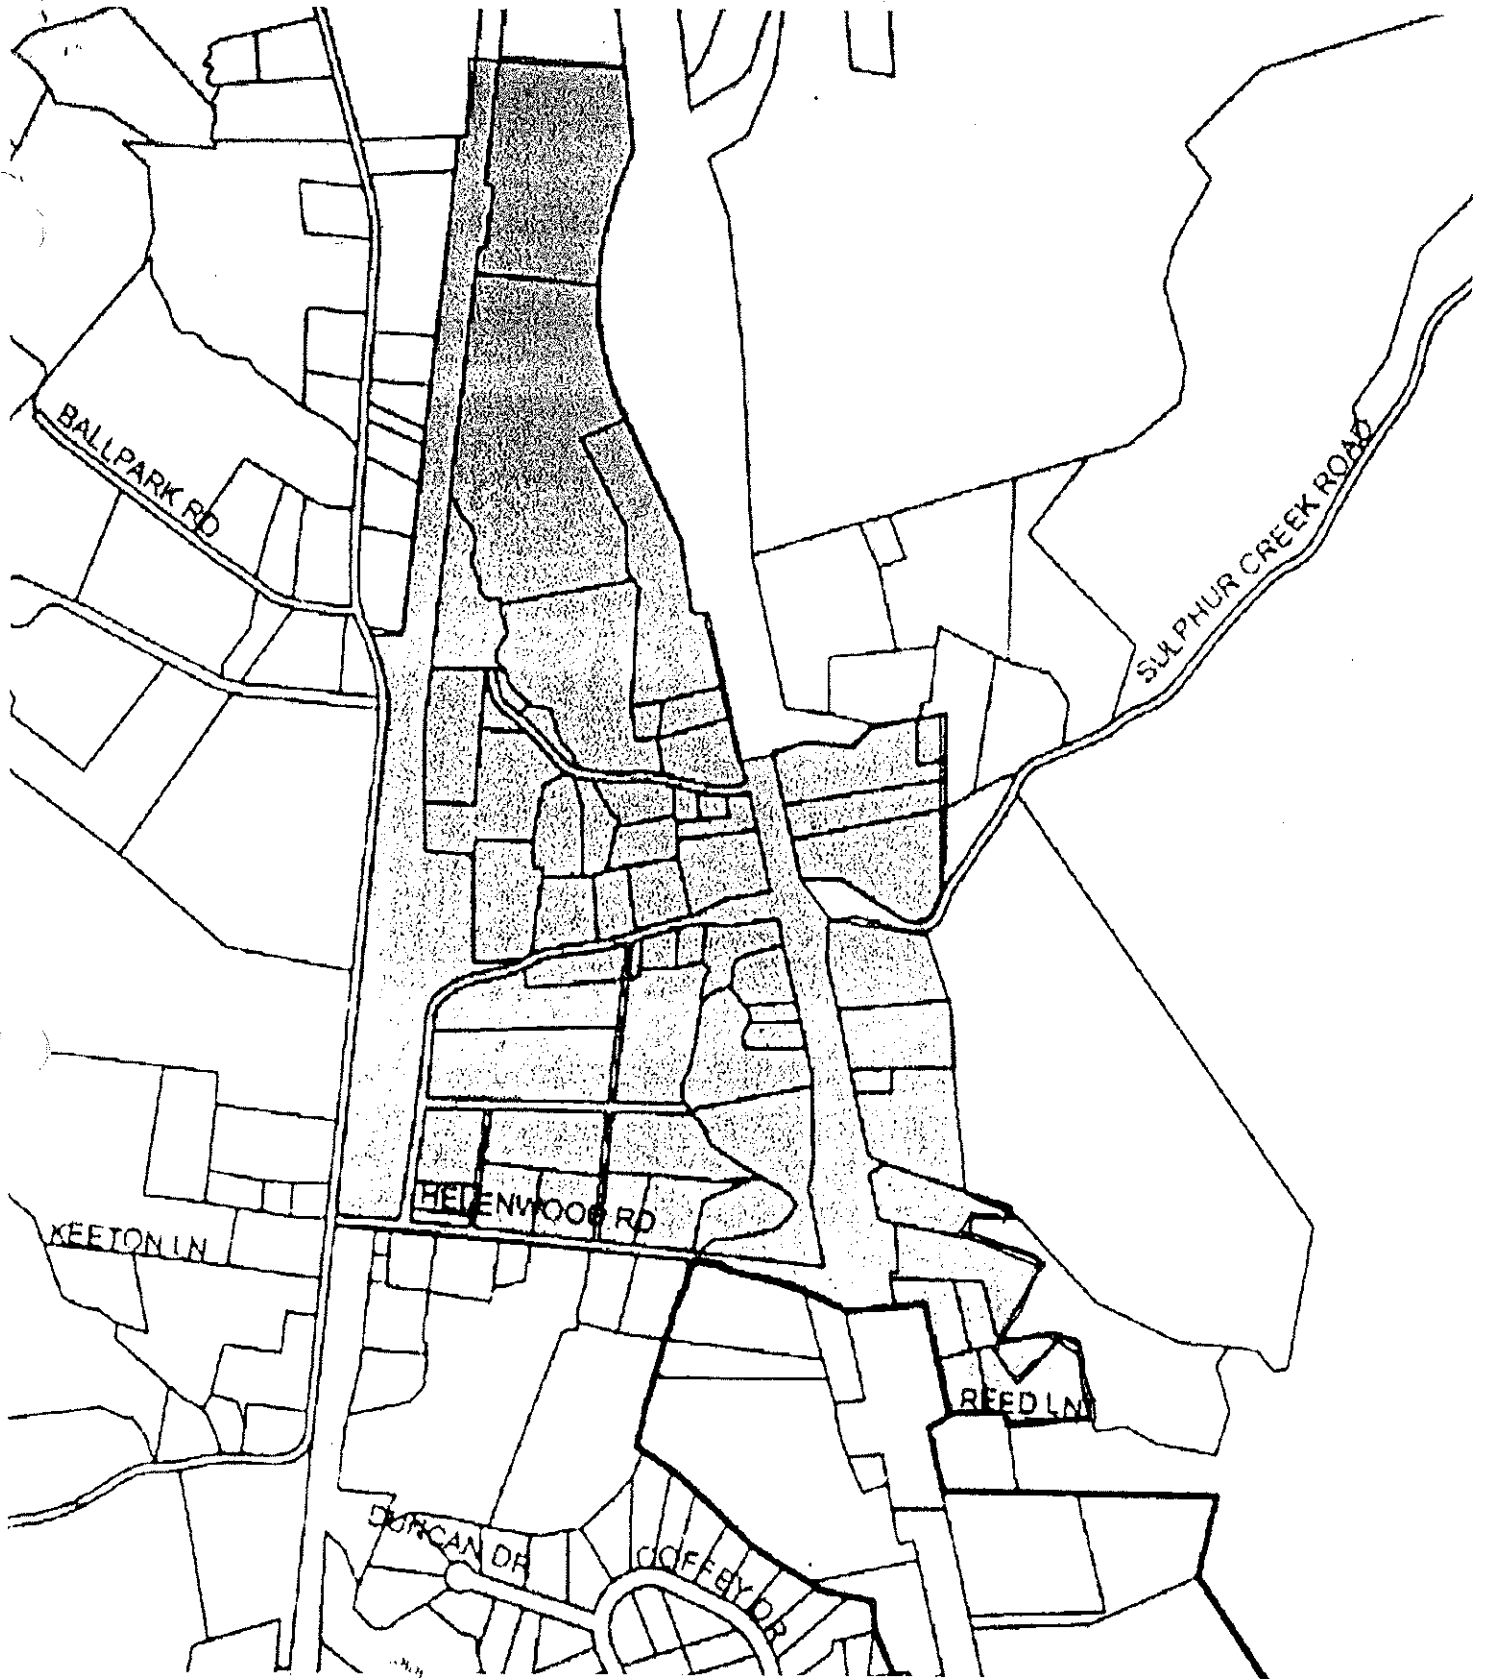 BALLPARK RD
SULPHUR CREEK ROAD
HELENWOOD RD
KEETON LN
REED LN
DUNCAN DR
COFFEY DR